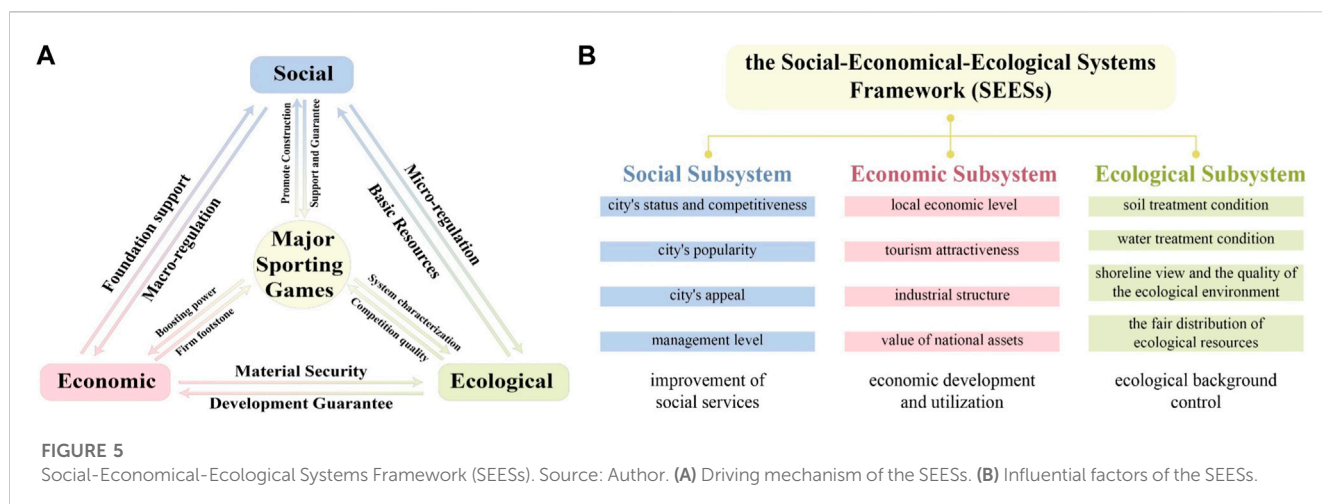 A
Social
Promote Construction
Support and Guarantee
Foundation support
Macro-regulation
Micro-regulation
Basic Resources
Major
Sporting
Games
Boosting power
Firm footstone
System characterization
Competition quality
Economic
Material Security
Development Guarantee
Ecological
B
the Social-Economical-Ecological Systems
Framework (SEESs)
Social Subsystem
city's status and competitiveness
city's popularity
city's appeal
management level
improvement of
social services
Economic Subsystem
local economic level
tourism attractiveness
industrial structure
value of national assets
economic development
and utilization
Ecological Subsystem
soil treatment condition
water treatment condition
shoreline view and the quality of
the ecological environment
the fair distribution of
ecological resources
ecological background
control
FIGURE 5
Social-Economical-Ecological Systems Framework (SEESs). Source: Author. (A) Driving mechanism of the SEESs. (B) Influential factors of the SEESs.